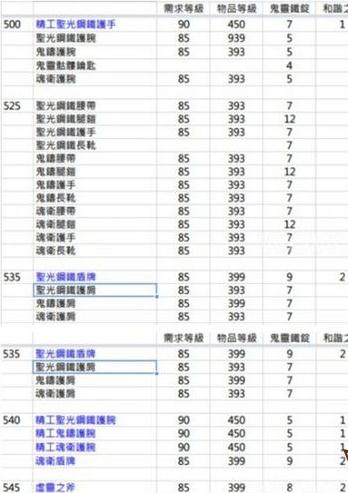 需求等級 物品等級 鬼靈鐵錠 和諧之
500 精工聖光鋼鐵護手 90 450 7 1
聖光鋼鐵護腕 85 939 5
鬼鑄護腕 85 393 5
鬼靈骷髏鑰匙 4
魂衛護腕 85 393 5
525 聖光鋼鐵腰帶 85 393 7
聖光鋼鐵腿鎧 85 393 12
聖光鋼鐵護手 85 393 7
聖光鋼鐵長靴 7
鬼鑄腰帶 85 393 7
鬼鑄腿鎧 85 393 12
鬼鑄護手 85 393 7
鬼鑄長靴 85 393 7
魂衛腰帶 85 393 7
魂衛腿鎧 85 393 12
魂衛護手 85 393 7
魂衛長靴 85 393 7
535 聖光鋼鐵盾牌 85 399 9 2
聖光鋼鐵護肩 85 393 7
鬼鑄護肩 85 399 7
魂衛護肩 85 393 7
需求等級 物品等級 鬼靈鐵錠 和諧之
535 聖光鋼鐵盾牌 85 399 9 2
聖光鋼鐵護肩 85 393 7
鬼鑄護肩 85 399 7
魂衛護肩 85 393 7
540 精工聖光鋼鐵護腕 90 450 5 1
精工鬼鑄護腕 90 450 5 1
精工魂衛護腕 90 450 5 1
魂衛盾牌 85 399 9 2
545 虛靈之斧 85 399 8 2